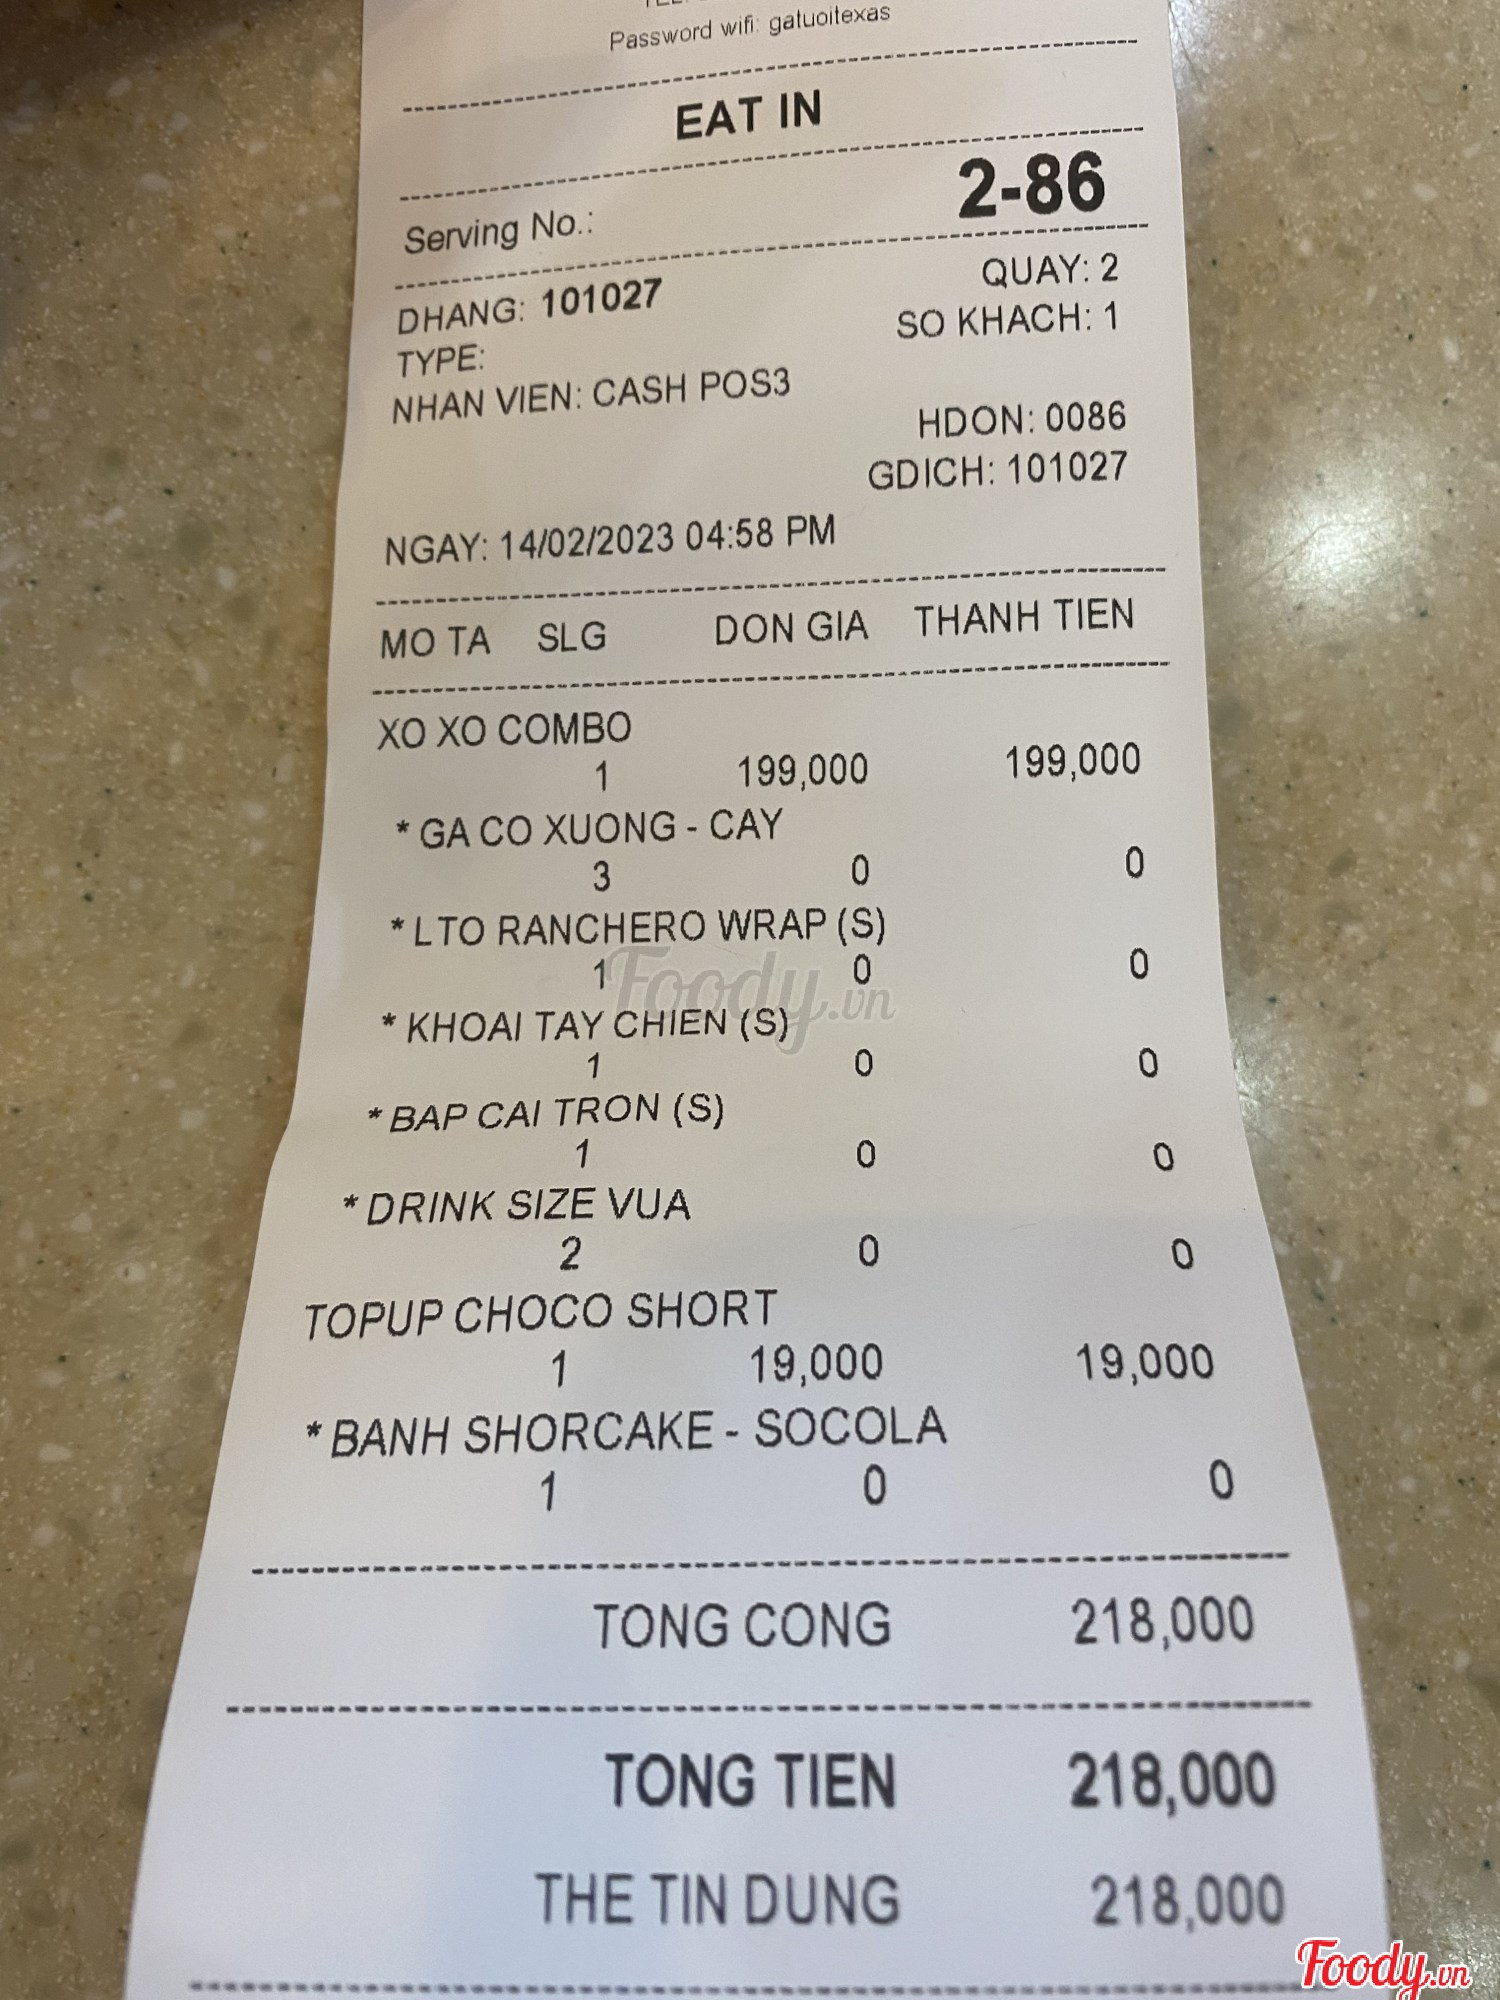 Password wifi: gatuoitexas
EAT IN
Serving No.: 2-86
DHANG: 101027 QUAY: 2
TYPE: SO KHACH: 1
NHAN VIEN: CASH POS3
HDON: 0086
GDICH: 101027
NGAY: 14/02/2023 04:58 PM
MO TA SLG DON GIA THANH TIEN
XO XO COMBO
1 199,000 199,000
* GA CO XUONG - CAY
3 0 0
* LTO RANCHERO WRAP (S)
1 0 0
* KHOAI TAY CHIEN (S)
1 0 0
* BAP CAI TRON (S)
1 0 0
* DRINK SIZE VUA
2 0 0
TOPUP CHOCO SHORT
1 19,000 19,000
* BANH SHORCAKE - SOCOLA
1 0 0
TONG CONG 218,000
TONG TIEN 218,000
THE TIN DUNG 218,000
Foody.vn
Foody.vn